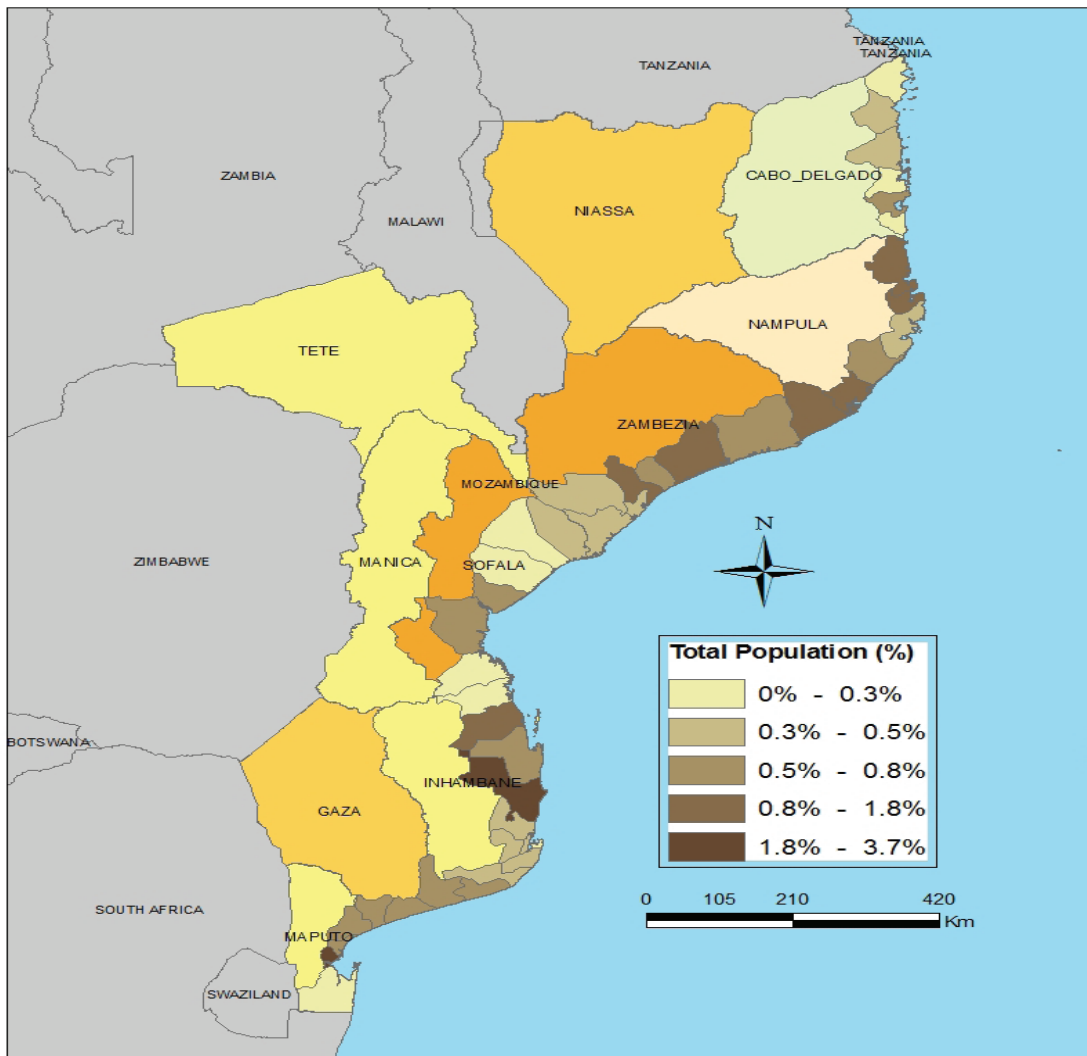 TANZANIA
TANZANIA
TANZANIA
ZAMBIA
CABO_DELGADO
NIASSA
MALAWI
NAMPULA
TETE
ZAMBEZIA
MOZAMBIQUE
N
ZIMBABWE
MANICA
SOFALA
Total Population (%)
0% - 0.3%
0.3% - 0.5%
0.5% - 0.8%
0.8% - 1.8%
1.8% - 3.7%
BOTSWANA
INHAMBANE
GAZA
0 105 210 420
Km
SOUTH AFRICA
MAPUTO
SWAZILAND